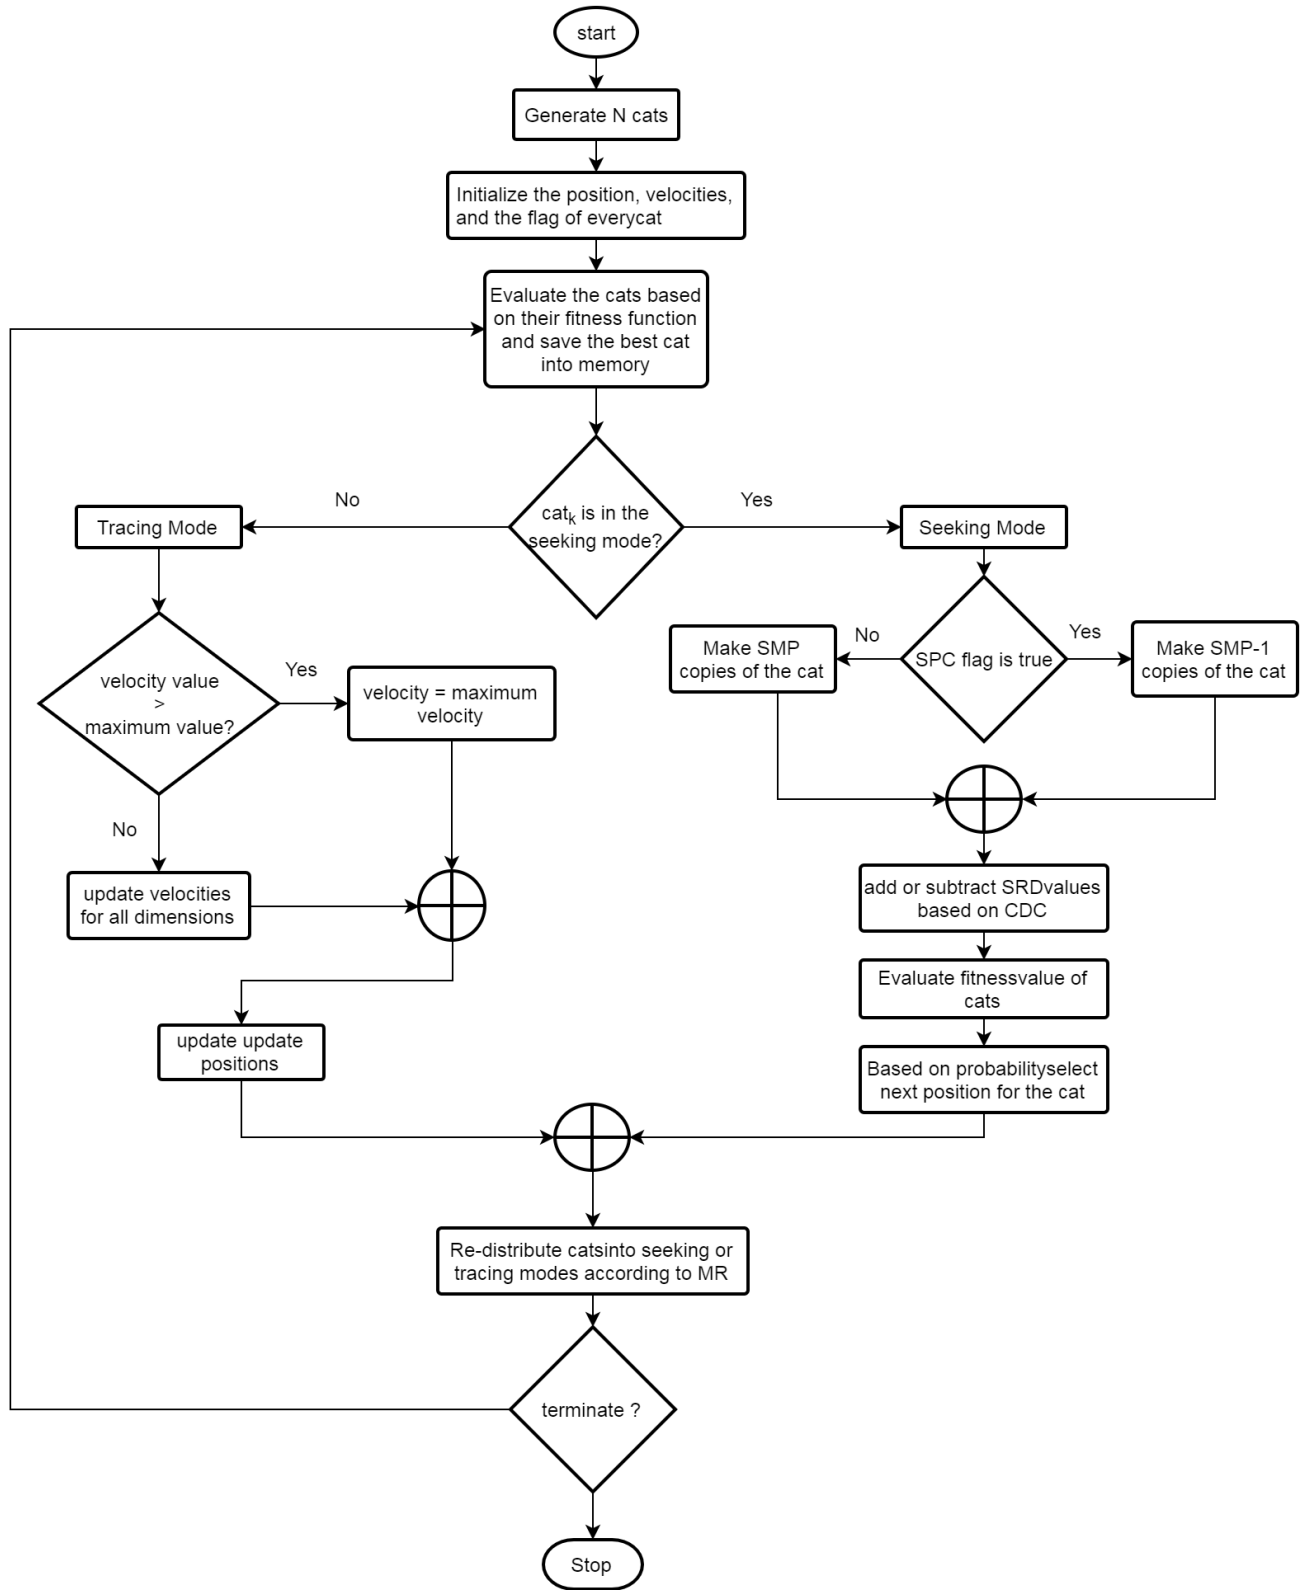 start
Generate N cats
Initialize the position, velocities,
and the flag of everycat
Evaluate the cats based
on their fitness function
and save the best cat
into memory
No
Yes
Tracing Mode
cat_k is in the
seeking mode?
Seeking Mode
velocity value
>
maximum value?
Yes
velocity = maximum
velocity
No
update velocities
for all dimensions
update update
positions
Make SMP
copies of the cat
No
SPC flag is true
Yes
Make SMP-1
copies of the cat
add or subtract SRDvalues
based on CDC
Evaluate fitnessvalue of
cats
Based on probabilityselect
next position for the cat
Re-distribute catsinto seeking or
tracing modes according to MR
terminate ?
Stop